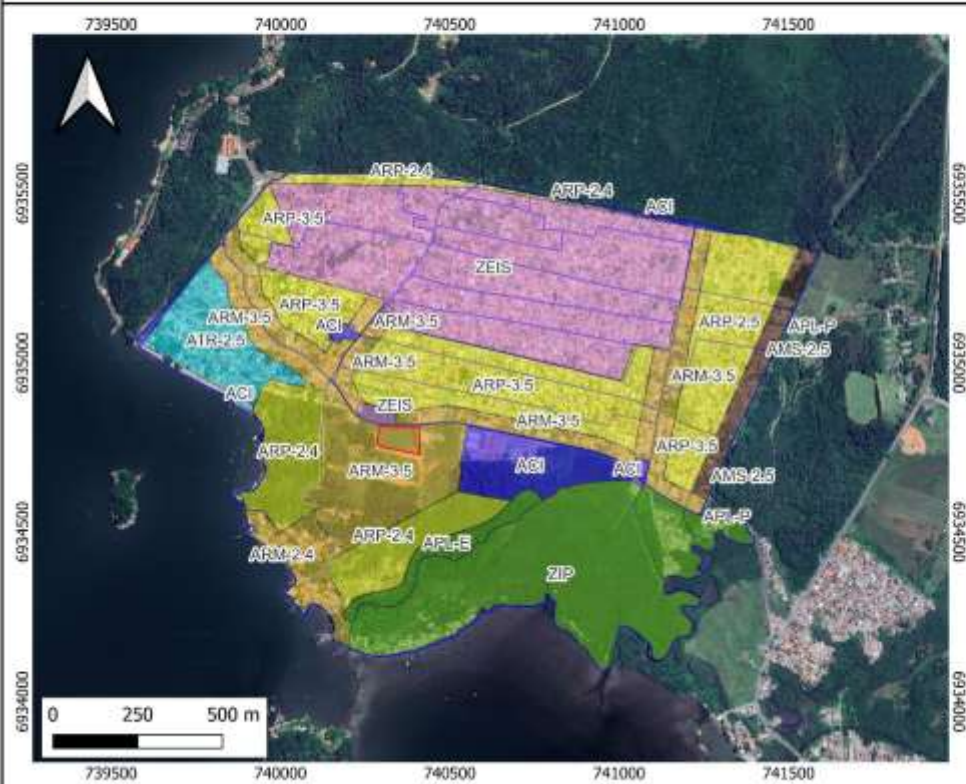 739500 740000 740500 741000 741500
ARP-2.4
ARP-2.4
ACI
6935500
6935500
ARP-3.5
ZEIS
ARP-3.5
ARM-3.5
ACI
ARM-3.5
ARP-2.5
APL-P
ATR-2.5
AMS-2.5
6935000
6935000
ARM-3.5
ARM-3.5
ARP-3.5
ACI
ZEIS
ARM-3.5
ARP-2.4
ARP-3.5
ARM-3.5
ACI
ACI
AMS-2.5
APL-P
6934500
6934500
ARP-2.4
APL-E
ARM-2.4
ZIP
6934000
6934000
0 250 500 m
739500 740000 740500 741000 741500